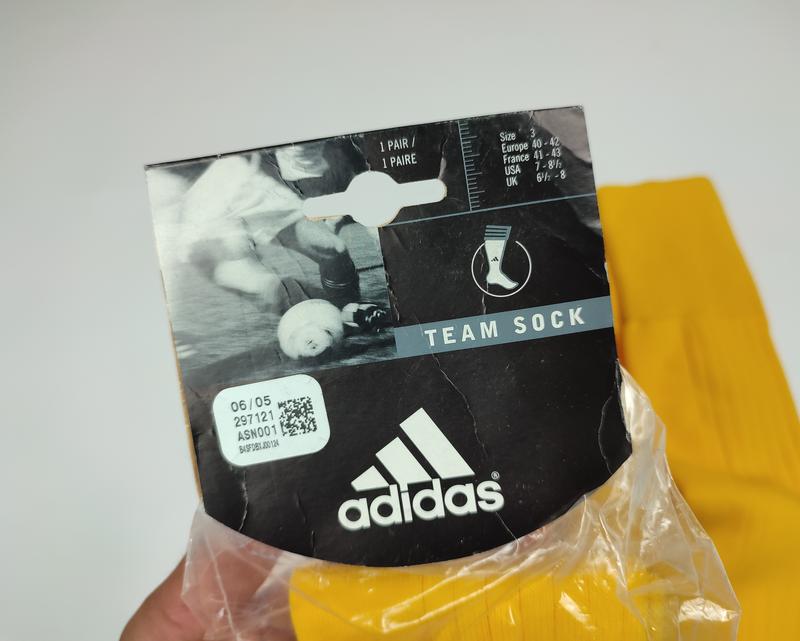 1 PAIR /
1 PAIRE
Size 3
Europe 40-42
France 41-43
USA 7-8½
UK 6½-8
TEAM SOCK
06/05
297121
ASN001
adidas®